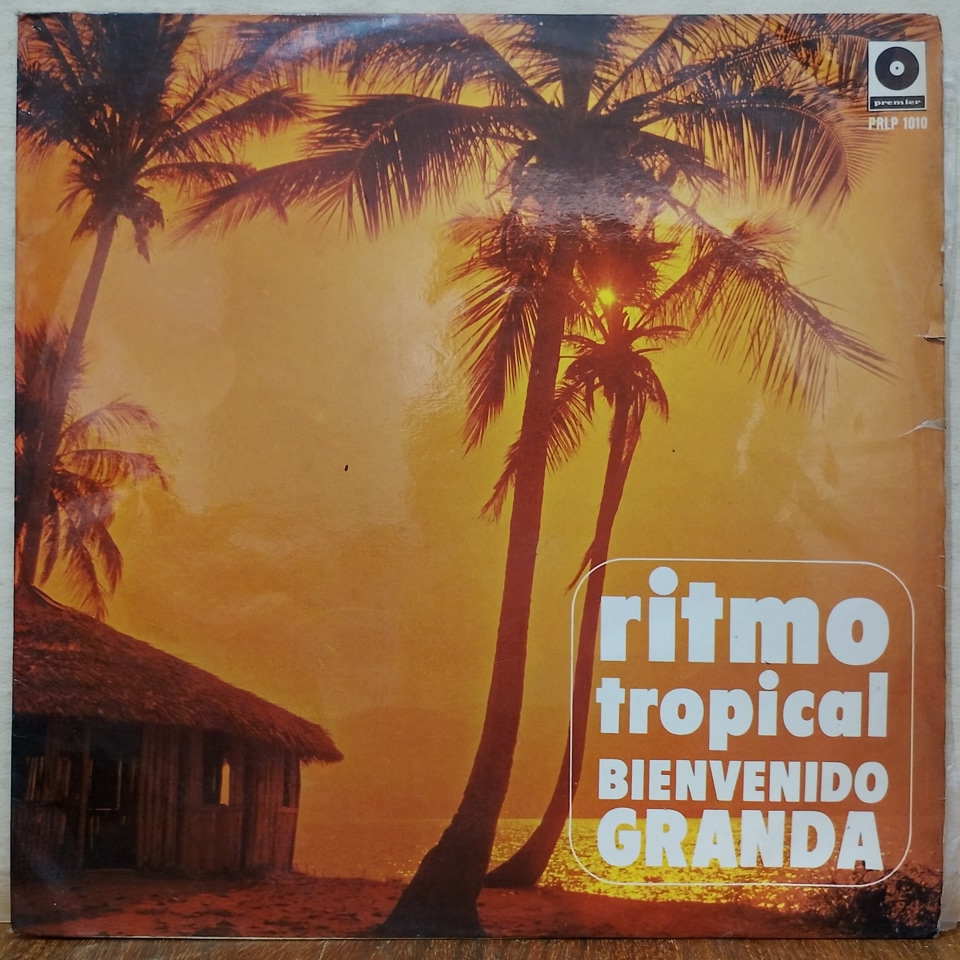 premier
PRLP 1010
ritmo
tropical
BIENVENIDO
GRANDA